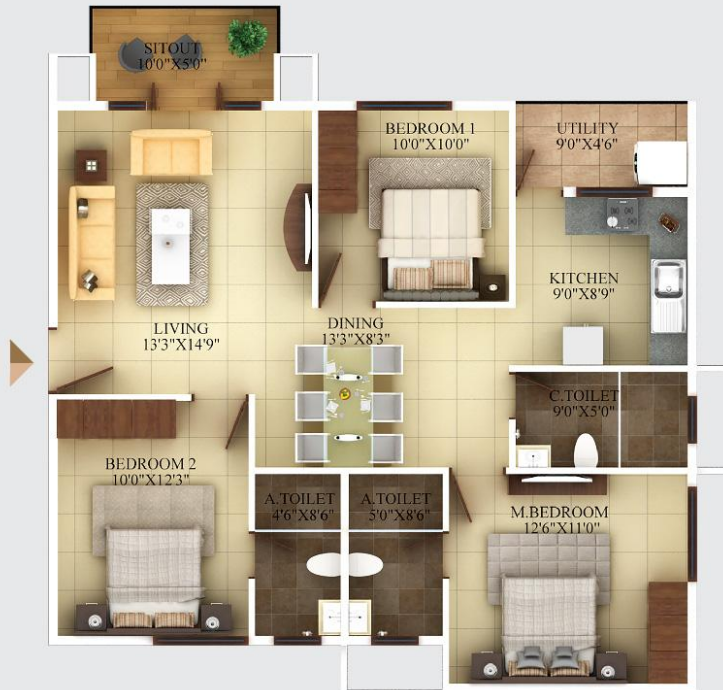 SITOUT
10'0"X5'0"
BEDROOM 1
10'0"X10'0"
UTILITY
9'0"X4'6"
KITCHEN
9'0"X8'9"
LIVING
13'3"X14'9"
DINING
13'3"X8'3"
C.TOILET
9'0"X5'0"
BEDROOM 2
10'0"X12'3"
A.TOILET
4'6"X8'6"
A.TOILET
5'0"X8'6"
M.BEDROOM
12'6"X11'0"